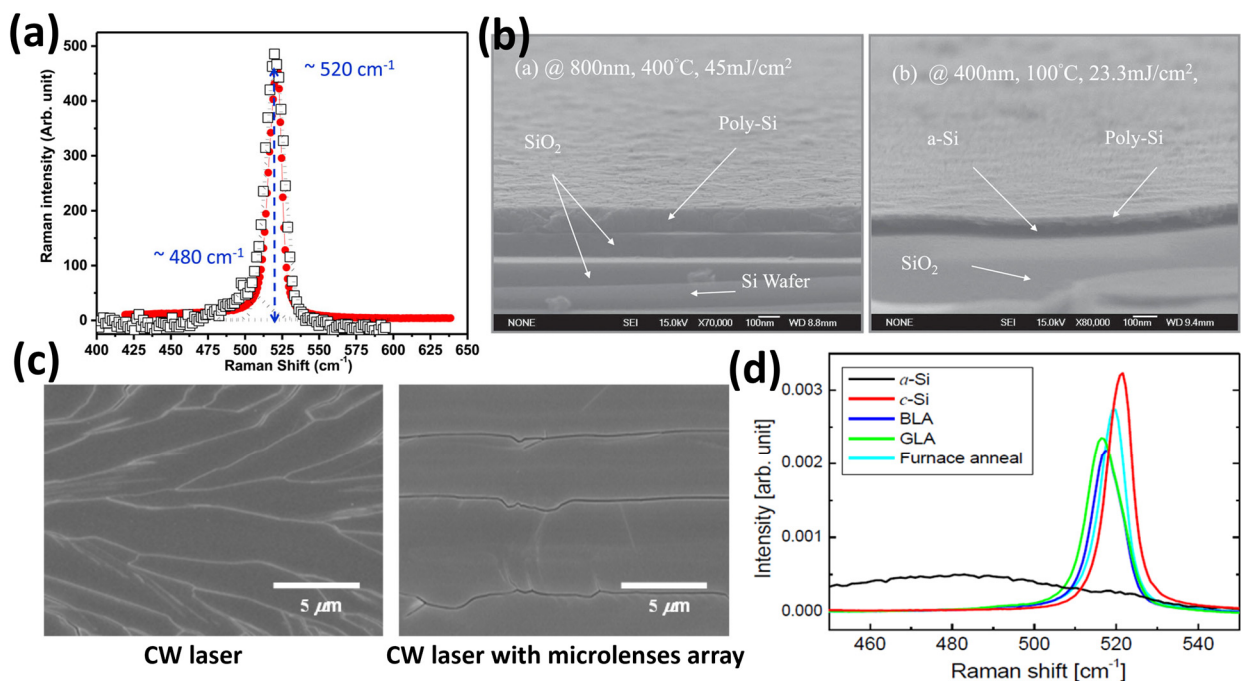 (a)
500
400
300
200
100
0
Raman intensity (Arb. unit)
~ 520 cm-1
~ 480 cm-1
400 425 450 475 500 525 550 575 600 625 650
Raman Shift (cm-1)
(b)
(a) @ 800nm, 400°C, 45mJ/cm2
Poly-Si
SiO2
Si Wafer
NONE SEI 15.0kV X70,000 100nm WD 8.8mm
(b) @ 400nm, 100°C, 23.3mJ/cm2,
a-Si Poly-Si
SiO2
NONE SEI 15.0kV X80,000 100nm WD 9.4mm
(c)
5 μm
CW laser
5 μm
CW laser with microlenses array
(d)
a-Si
c-Si
BLA
GLA
Furnace anneal
0.003
0.002
0.001
0.000
Intensity [arb. unit]
460 480 500 520 540
Raman shift [cm-1]